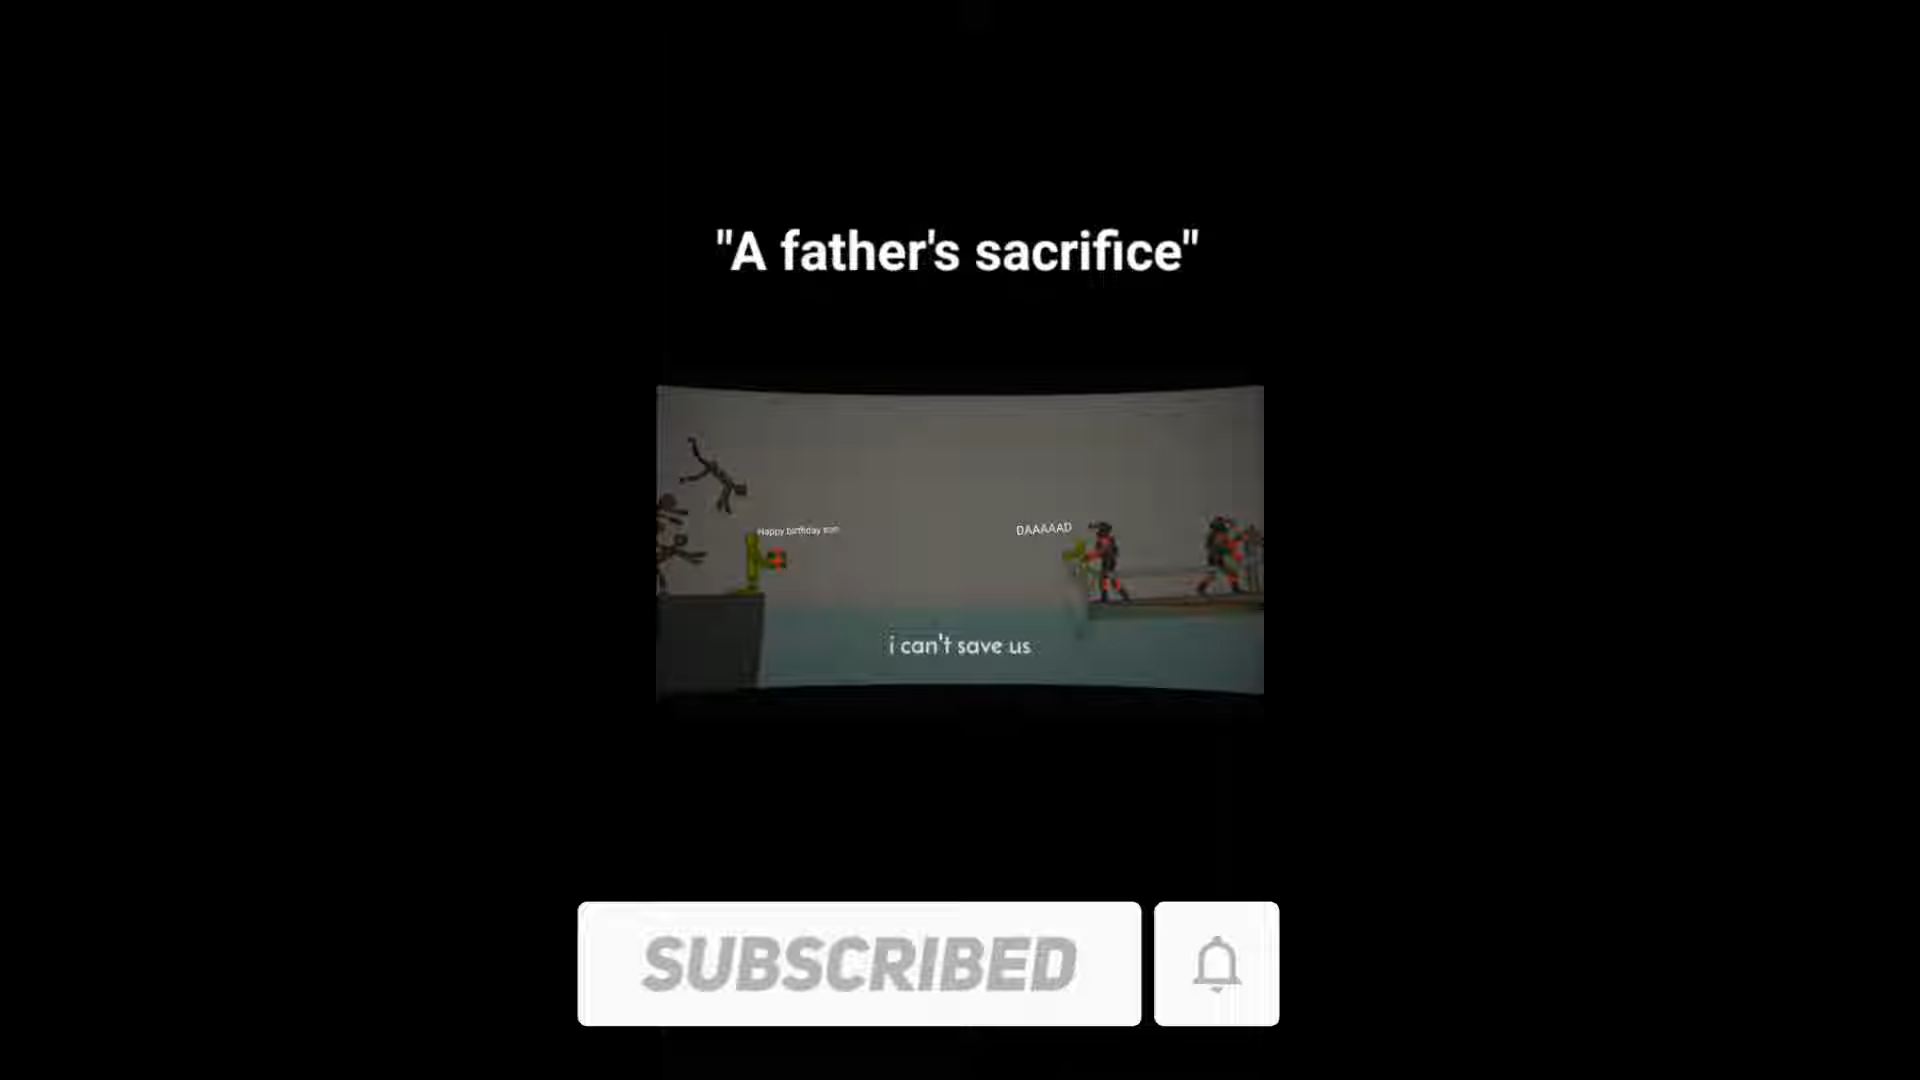 "A father's sacrifice"
Happy birthday son
DAAAAAD
i can't save us
SUBSCRIBED